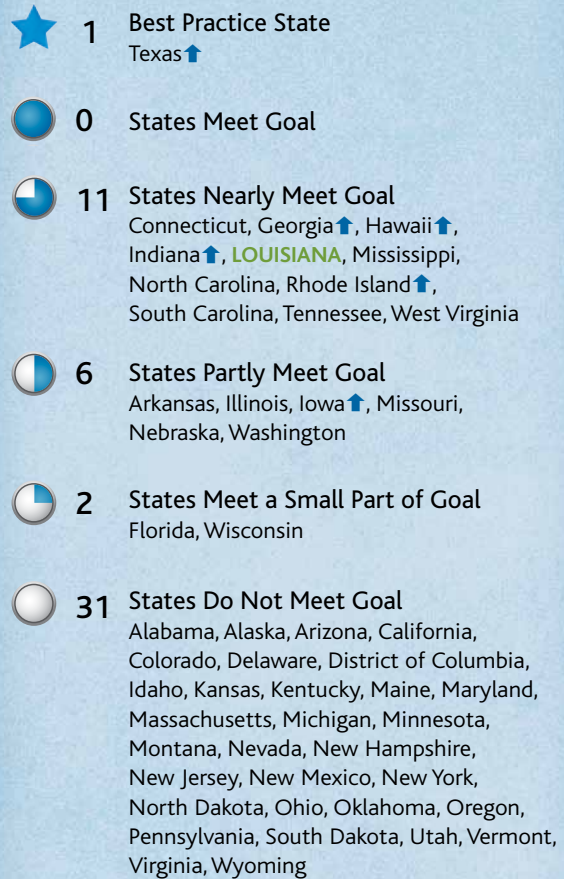 1 Best Practice State
Texas⬆
0 States Meet Goal
11 States Nearly Meet Goal
Connecticut, Georgia⬆, Hawaii⬆,
Indiana⬆, LOUISIANA, Mississippi,
North Carolina, Rhode Island⬆,
South Carolina, Tennessee, West Virginia
6 States Partly Meet Goal
Arkansas, Illinois, Iowa⬆, Missouri,
Nebraska, Washington
2 States Meet a Small Part of Goal
Florida, Wisconsin
31 States Do Not Meet Goal
Alabama, Alaska, Arizona, California,
Colorado, Delaware, District of Columbia,
Idaho, Kansas, Kentucky, Maine, Maryland,
Massachusetts, Michigan, Minnesota,
Montana, Nevada, New Hampshire,
New Jersey, New Mexico, New York,
North Dakota, Ohio, Oklahoma, Oregon,
Pennsylvania, South Dakota, Utah, Vermont,
Virginia, Wyoming